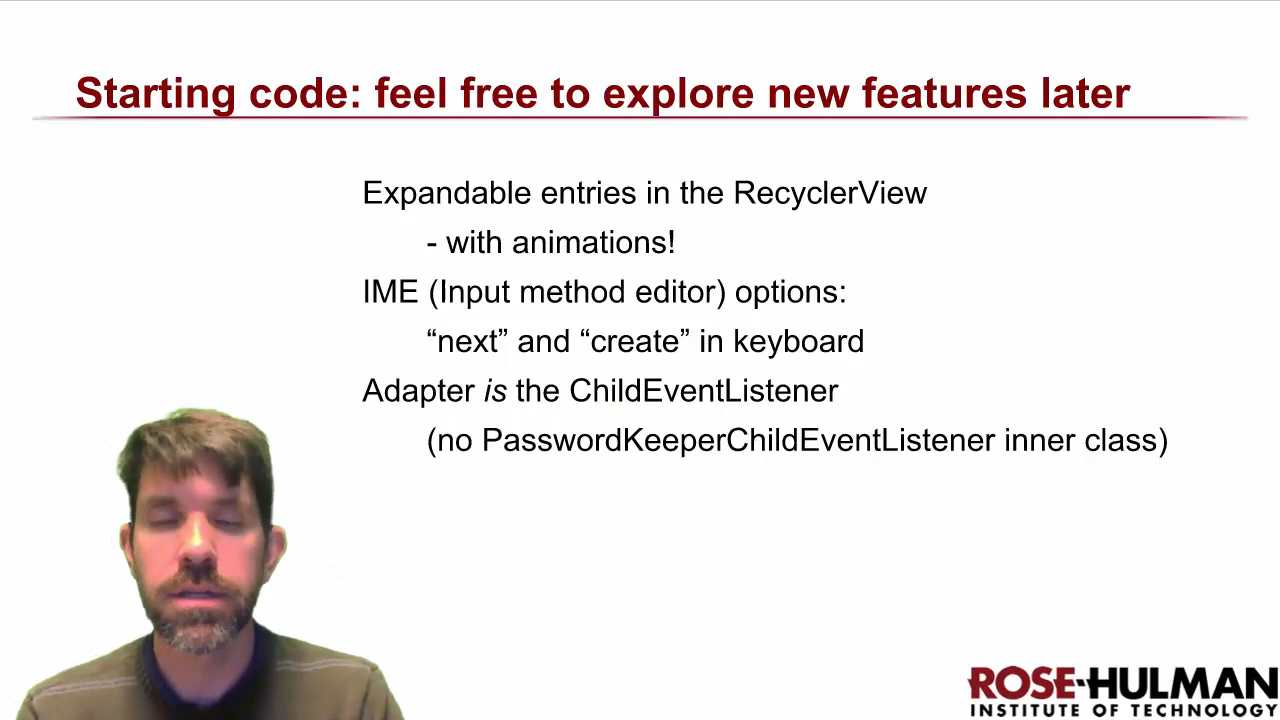 Starting code: feel free to explore new features later
Expandable entries in the RecyclerView
- with animations!
IME (Input method editor) options:
“next” and “create” in keyboard
Adapter is the ChildEventListener
(no PasswordKeeperChildEventListener inner class)
ROSE-HULMAN
INSTITUTE OF TECHNOLOGY